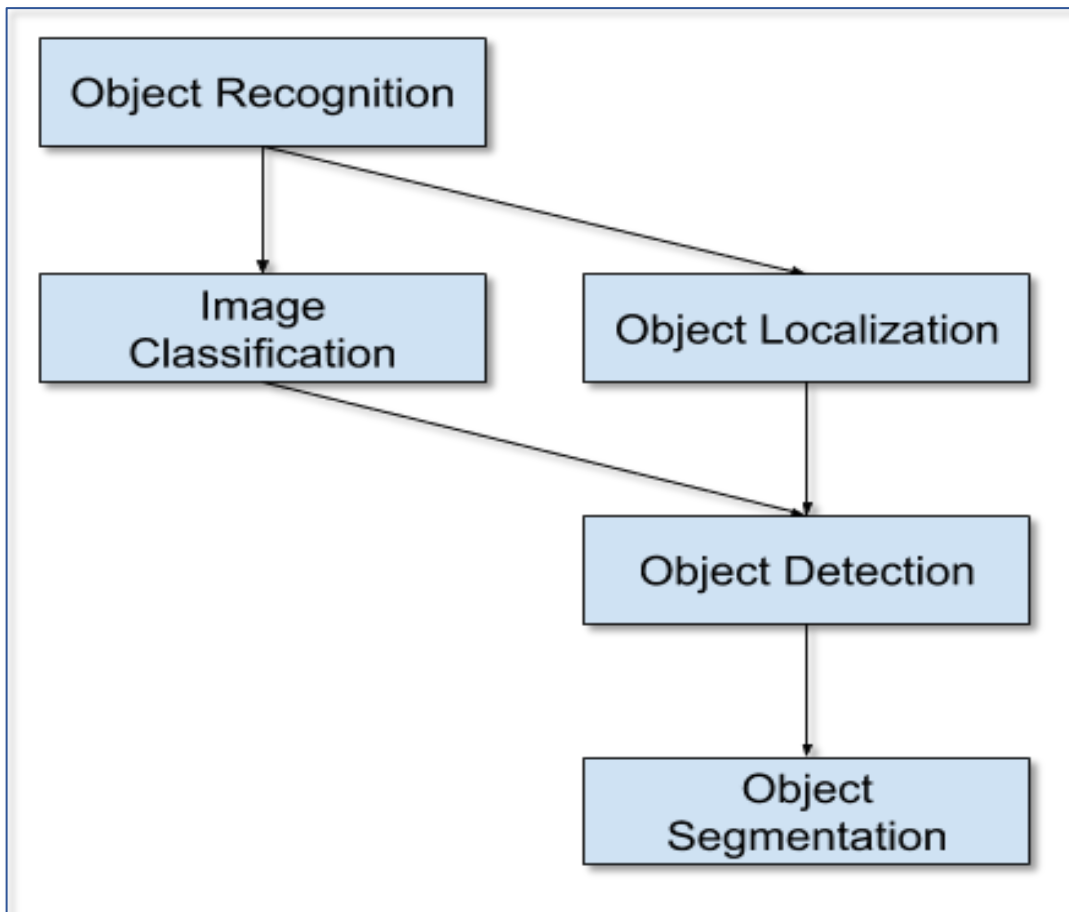 Object Recognition
Image
Classification
Object Localization
Object Detection
Object
Segmentation